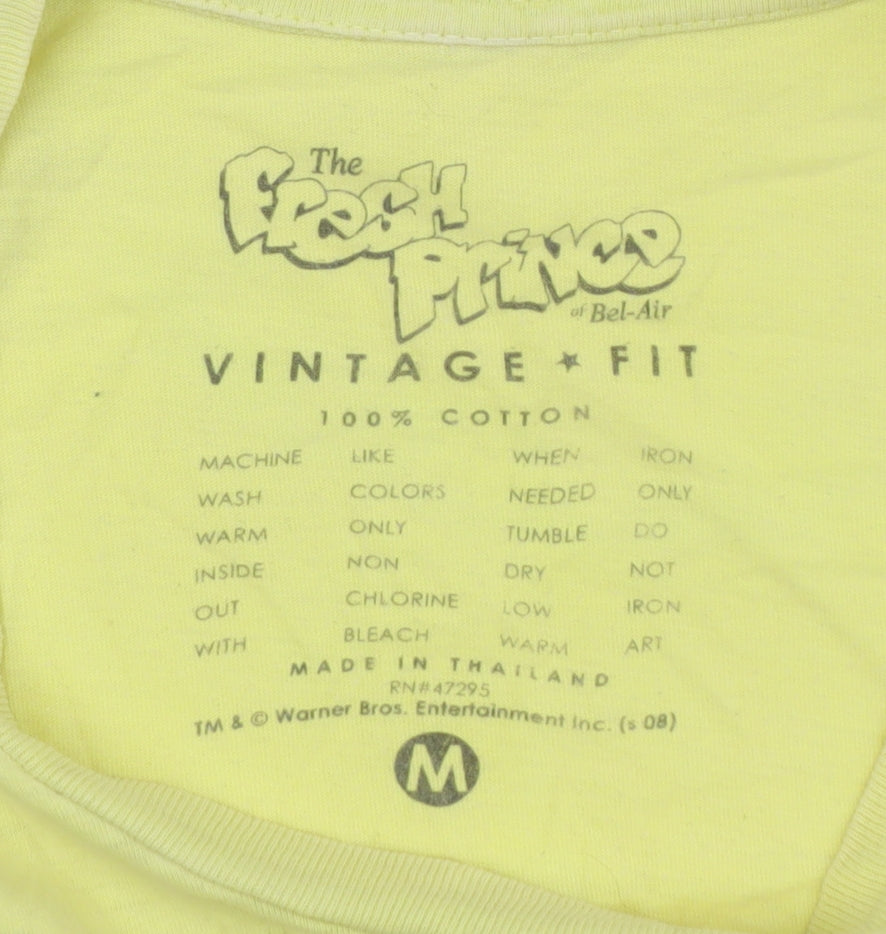 The
Fresh
Prince
of Bel-Air
VINTAGE ★ FIT
100% COTTON
MACHINE LIKE WHEN IRON
WASH COLORS NEEDED ONLY
WARM ONLY TUMBLE DO
INSIDE NON DRY NOT
OUT CHLORINE LOW IRON
WITH BLEACH WARM ART
MADE IN THAILAND
RN#47295
TM & © Warner Bros. Entertainment Inc. (s 08)
M